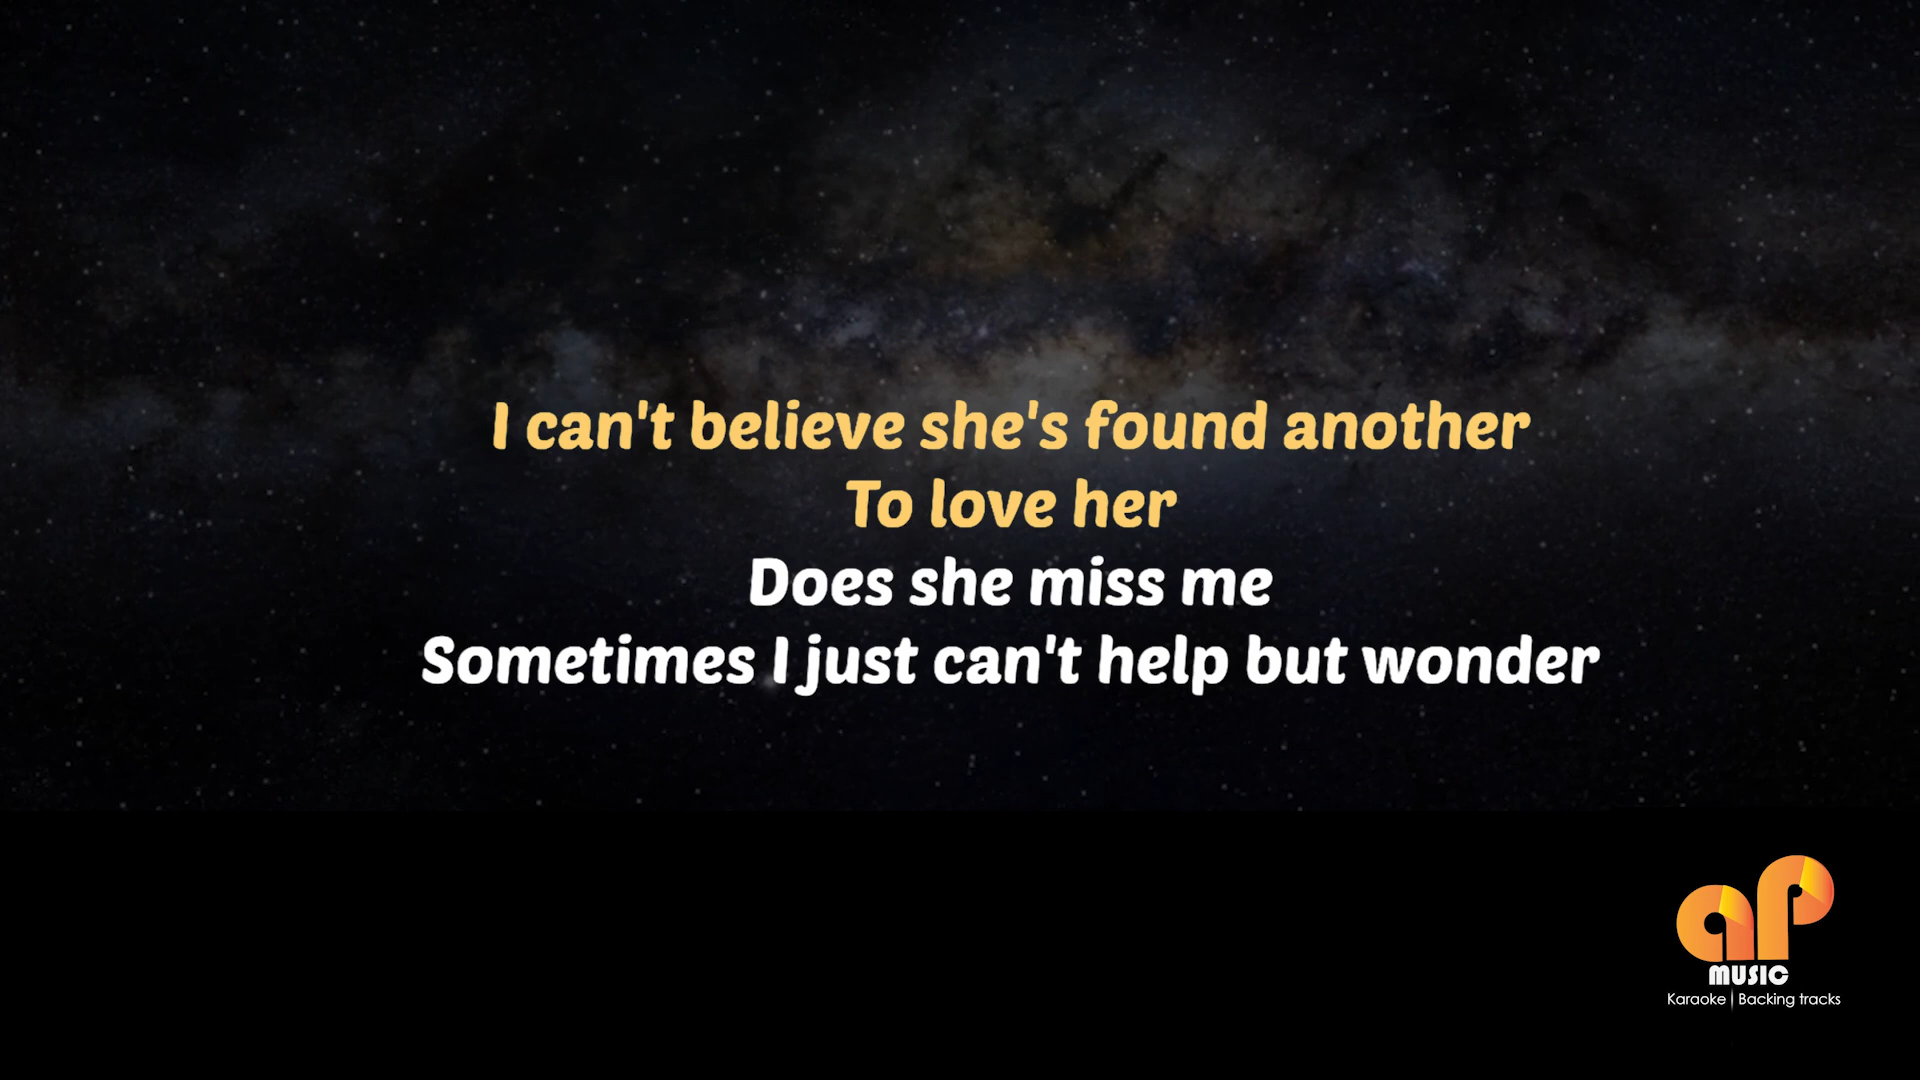 I can't believe she's found another
To love her
Does she miss me
Sometimes I just can't help but wonder
ap
MUSIC
Karaoke | Backing tracks